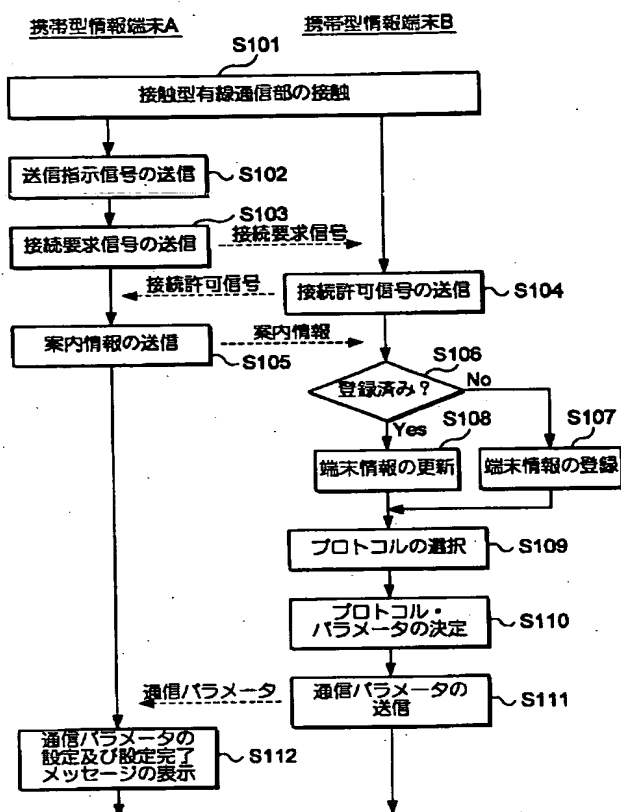 携帯型情報端末A
携帯型情報端末B
S101
接触型有線通信部の接触
送信指示信号の送信
S102
S103
接続要求信号の送信
接続要求信号
接続許可信号
接続許可信号の送信
S104
案内情報の送信
案内情報
S105
S106
登録済み?
No
Yes
S108
S107
端末情報の更新
端末情報の登録
プロトコルの選択
S109
プロトコル・
パラメータの決定
S110
通信パラメータ
通信パラメータの
送信
S111
通信パラメータの
設定及び設定完了
メッセージの表示
S112